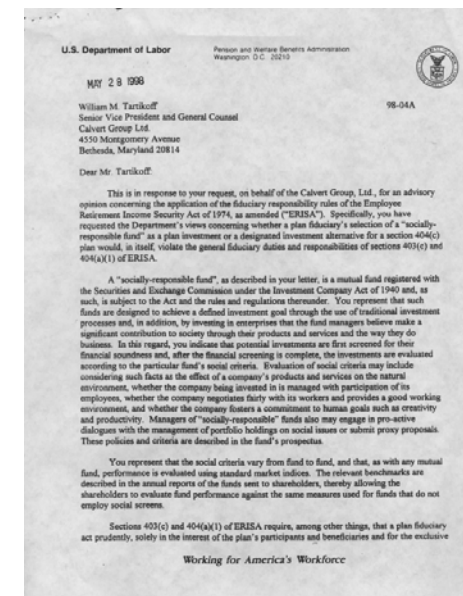 U.S. Department of Labor
Pension and Welfare Benefits Administration
Washington D.C. 20210
MAY 28 1998
William M. Tartikoff
Senior Vice President and General Counsel
Calvert Group Ltd.
4550 Montgomery Avenue
Bethesda, Maryland 20814
98-04A
Dear Mr. Tartikoff:
This is in response to your request, on behalf of the Calvert Group, Ltd., for an advisory
opinion concerning the application of the fiduciary responsibility rules of the Employee
Retirement Income Security Act of 1974, as amended ("ERISA"). Specifically, you have
requested the Department's views concerning whether a plan fiduciary's selection of a "socially-
responsible fund" as a plan investment or a designated investment alternative for a section 404(c)
plan would, in itself, violate the general fiduciary duties and responsibilities of sections 403(c) and
404(a)(1) of ERISA.
A "socially-responsible fund", as described in your letter, is a mutual fund registered with
the Securities and Exchange Commission under the Investment Company Act of 1940 and, as
such, is subject to the Act and the rules and regulations thereunder. You represent that such
funds are designed to achieve a defined investment goal through the use of traditional investment
processes and, in addition, by investing in enterprises that the fund managers believe make a
significant contribution to society through their products and services and the way they do
business. In this regard, you indicate that potential investments are first screened for their
financial soundness and, after the financial screening is complete, the investments are evaluated
according to the particular fund's social criteria. Evaluation of social criteria may include
considering such facts as the effect of a company's products and services on the natural
environment, whether the company being invested in is managed with participation of its
employees, whether the company negotiates fairly with its workers and provides a good working
environment, and whether the company fosters a commitment to human goals such as creativity
and productivity. Managers of "socially-responsible" funds also may engage in pro-active
dialogues with the management of portfolio holdings on social issues or submit proxy proposals.
These policies and criteria are described in the fund's prospectus.
You represent that the social criteria vary from fund to fund, and that, as with any mutual
fund, performance is evaluated using standard market indices. The relevant benchmarks are
described in the annual reports of the funds sent to shareholders, thereby allowing the
shareholders to evaluate fund performance against the same measures used for funds that do not
employ social screens.
Sections 403(c) and 404(a)(1) of ERISA require, among other things, that a plan fiduciary
act prudently, solely in the interest of the plan's participants and beneficiaries and for the exclusive
Working for America's Workforce